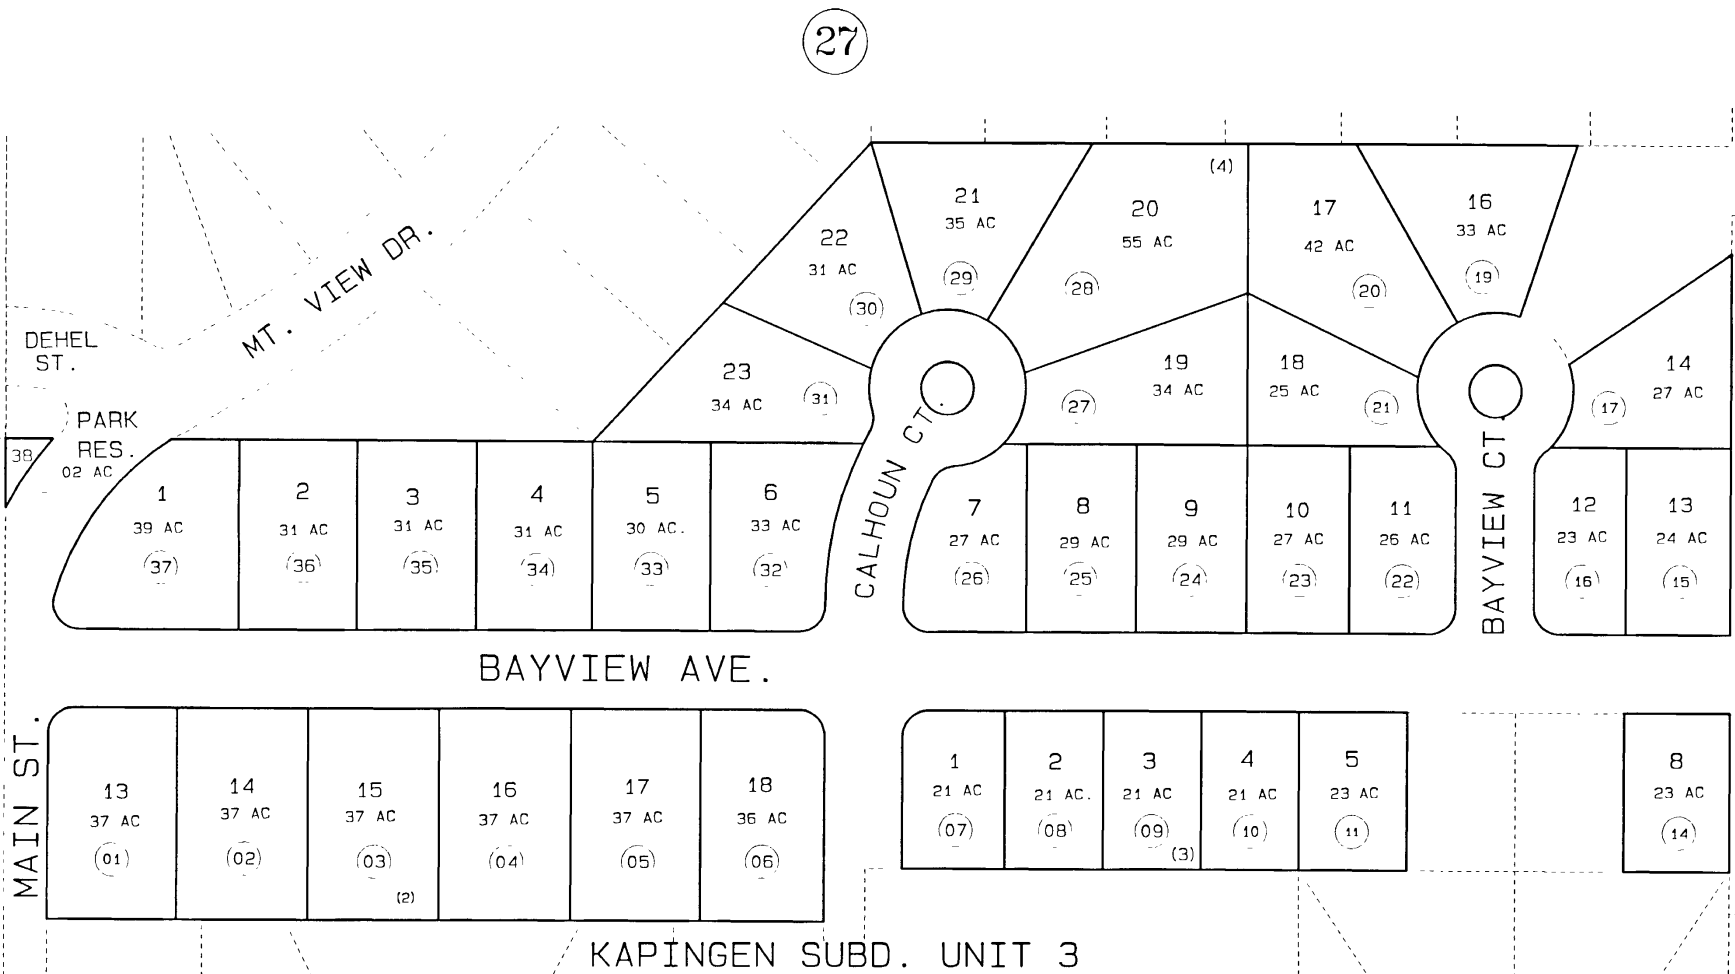 27
(4)
21
35 AC
29
20
55 AC
28
17
42 AC
20
16
33 AC
19
22
31 AC
30
MT. VIEW DR.
DEHEL
ST.
23
34 AC
31
19
34 AC
27
18
25 AC
21
14
27 AC
17
PARK
RES.
02 AC
38
1
39 AC
37
2
31 AC
36
3
31 AC
35
4
31 AC
34
5
30 AC.
33
6
33 AC
32
CALHOUN CT.
7
27 AC
26
8
29 AC
25
9
29 AC
24
10
27 AC
23
11
26 AC
22
BAYVIEW CT.
12
23 AC
16
13
24 AC
15
BAYVIEW AVE.
MAIN ST.
13
37 AC
01
14
37 AC
02
15
37 AC
03
(2)
16
37 AC
04
17
37 AC
05
18
36 AC
06
1
21 AC
07
2
21 AC.
08
3
21 AC
09
(3)
4
21 AC
10
5
23 AC
11
8
23 AC
14
KAPINGEN SUBD. UNIT 3